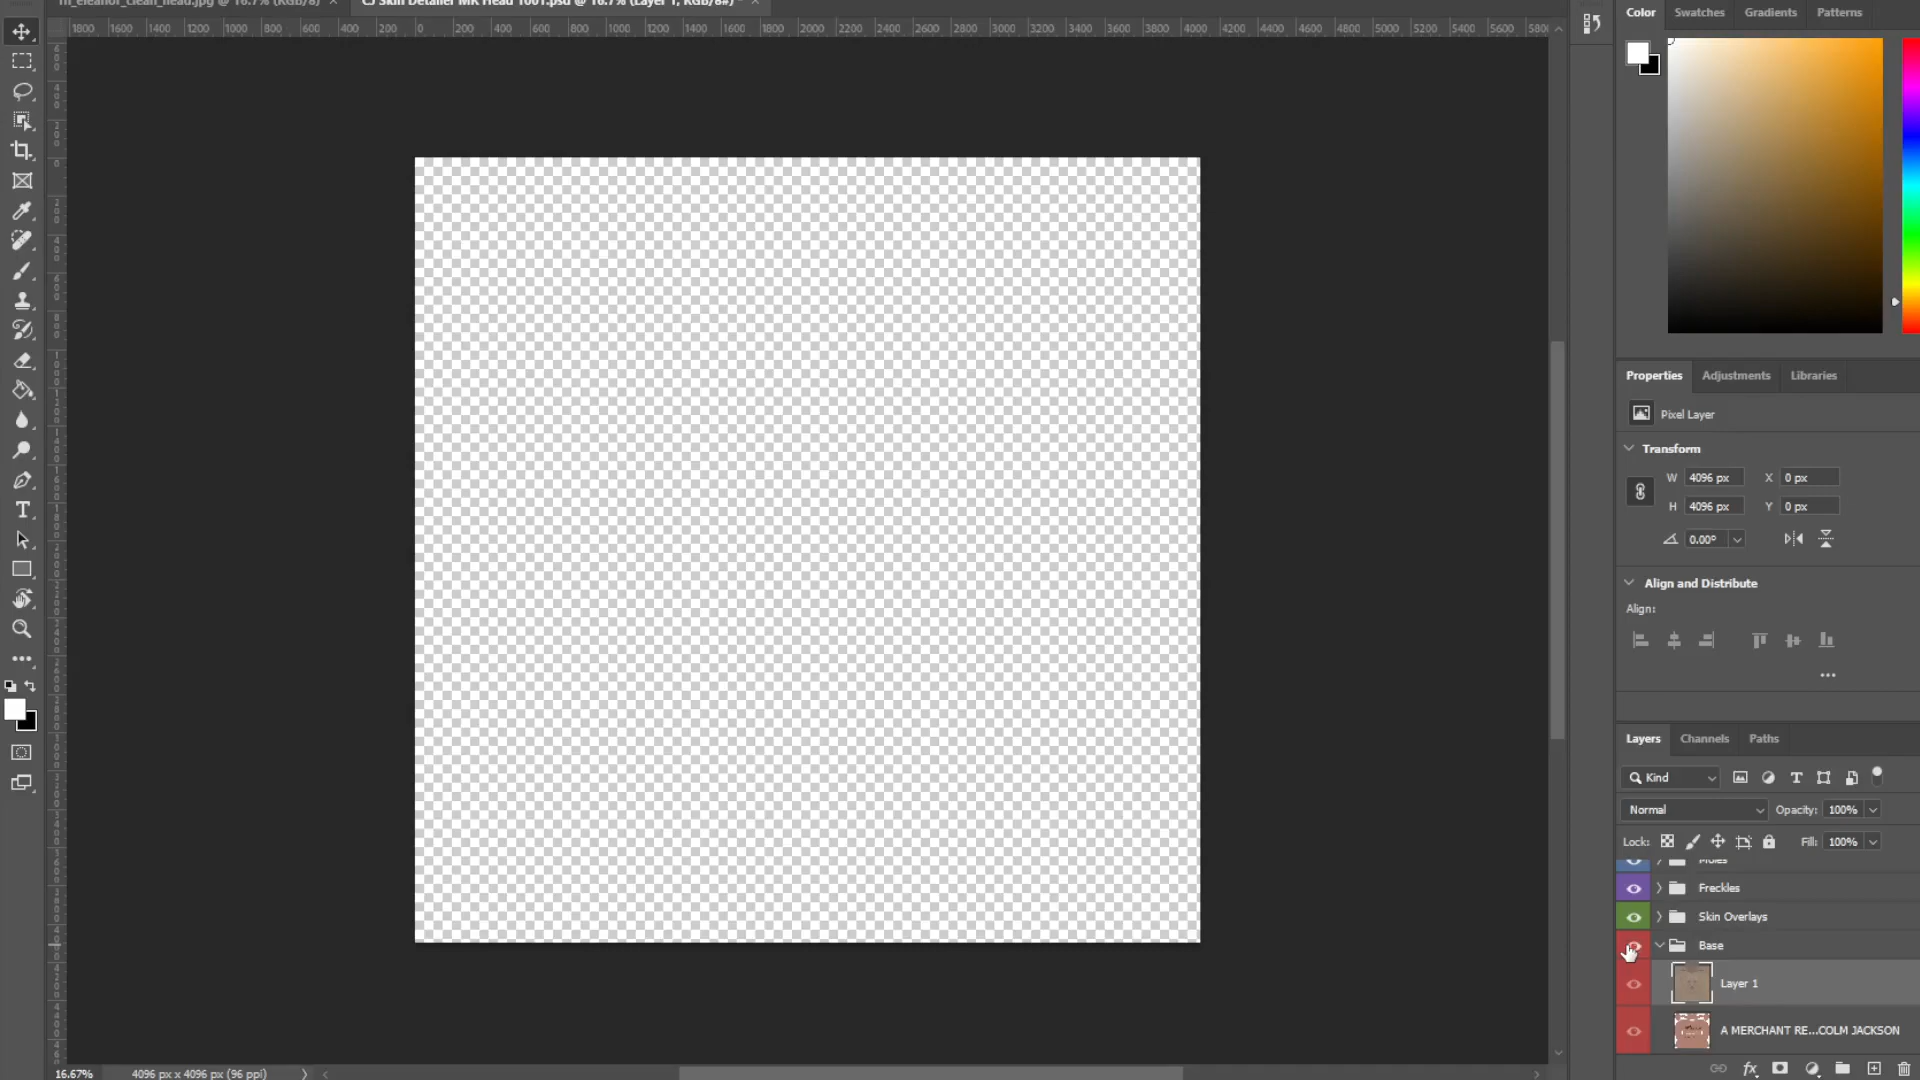 m_eleanor_clean_head.jpg @ 16.7% (RGB/8)
Skin Detailer MK Head 1001.psd @ 16.7% (Layer 1, RGB/8#) *
1800 1600 1400 1200 1000 800 600 400 200 0 200 400 600 800 1000 1200 1400 1600 1800 2000 2200 2400 2600 2800 3000 3200 3400 3600 3800 4000 4200 4400 4600 4800 5000 5200 5400 5600 580
Color Swatches Gradients Patterns
Properties Adjustments Libraries
Pixel Layer
Transform
W 4096 px X 0 px
H 4096 px Y 0 px
0.00°
Align and Distribute
Align:
Layers Channels Paths
Kind
Normal Opacity: 100%
Lock: Fill: 100%
Moles
Freckles
Skin Overlays
Base
Layer 1
A MERCHANT RE...COLM JACKSON
16.67% 4096 px x 4096 px (96 ppi)